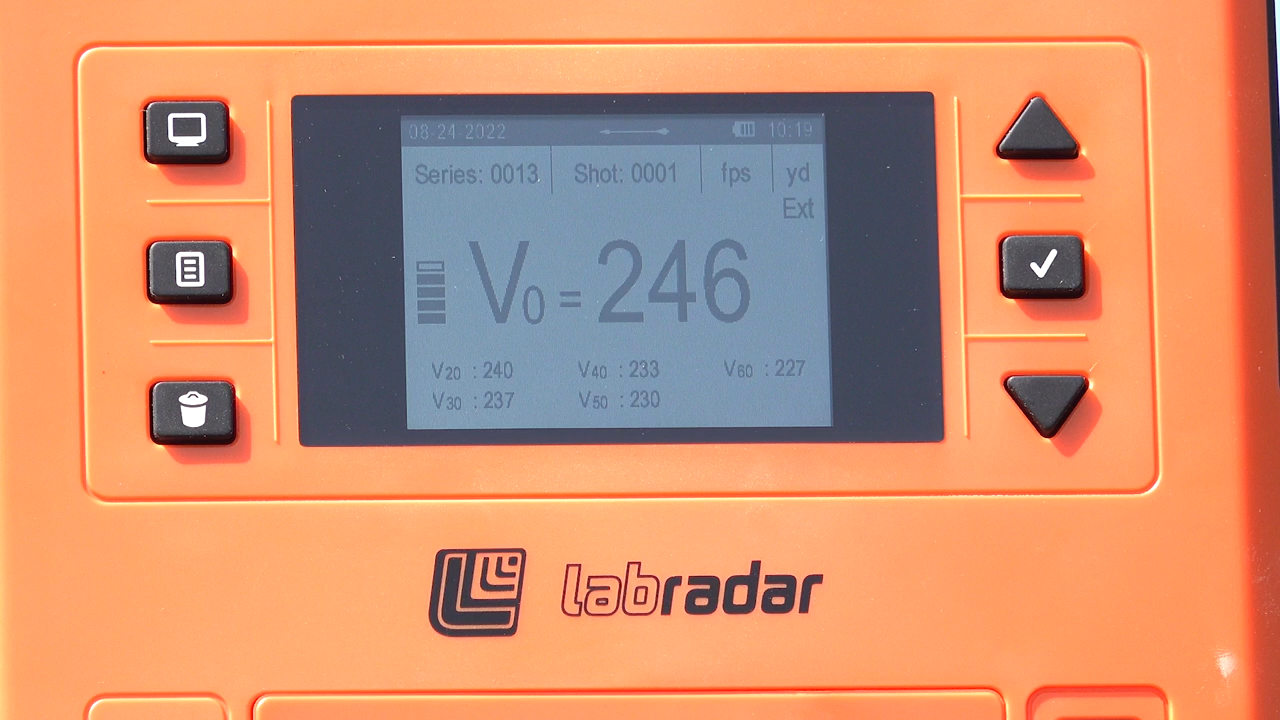 08-24-2022 10:19
Series: 0013 Shot: 0001 fps yd
Ext
V0 = 246
V20 : 240 V40 : 233 V60 : 227
V30 : 237 V50 : 230
labradar